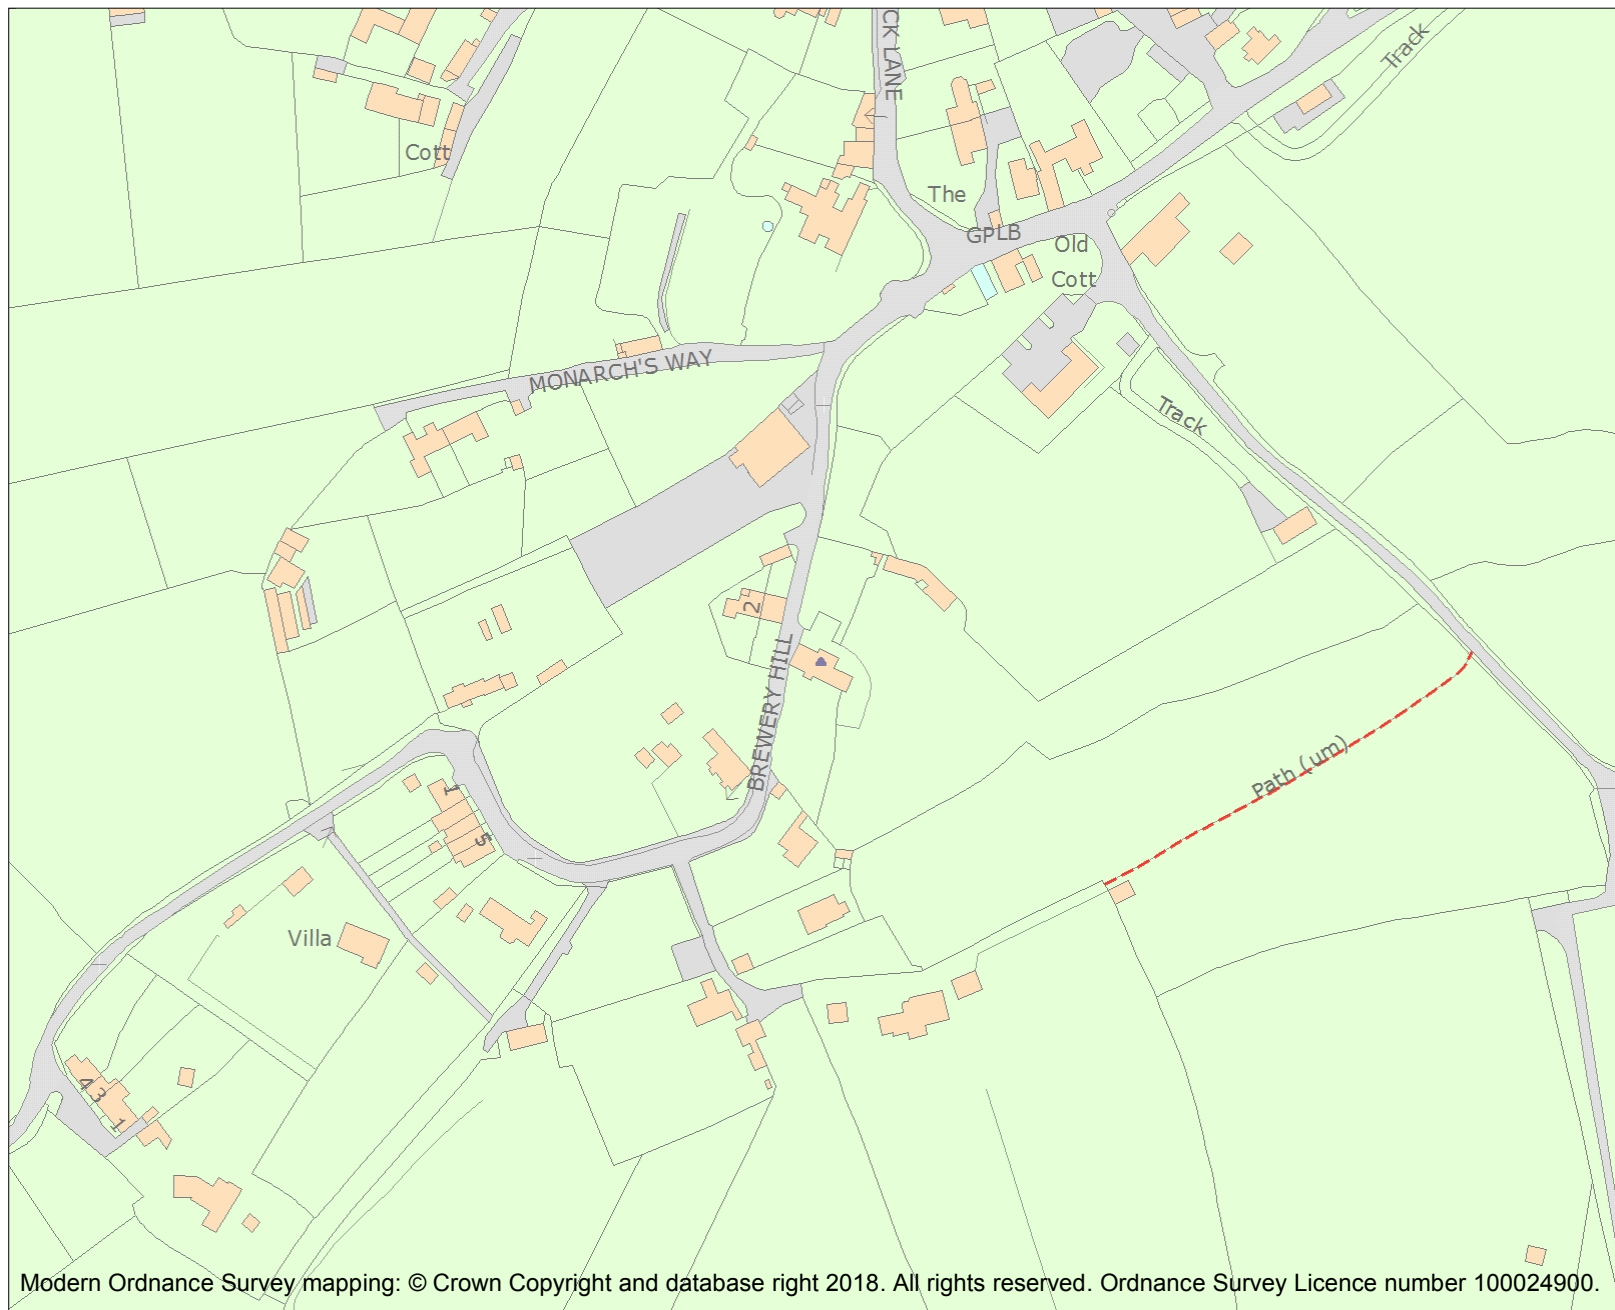 CK LANE
Track
Cott
The
GPLB
Old
Cott
MONARCH'S WAY
Track
2
BREWERY HILL
Path (um)
1
5
Villa
4
3
1
Modern Ordnance Survey mapping: © Crown Copyright and database right 2018. All rights reserved. Ordnance Survey Licence number 100024900.